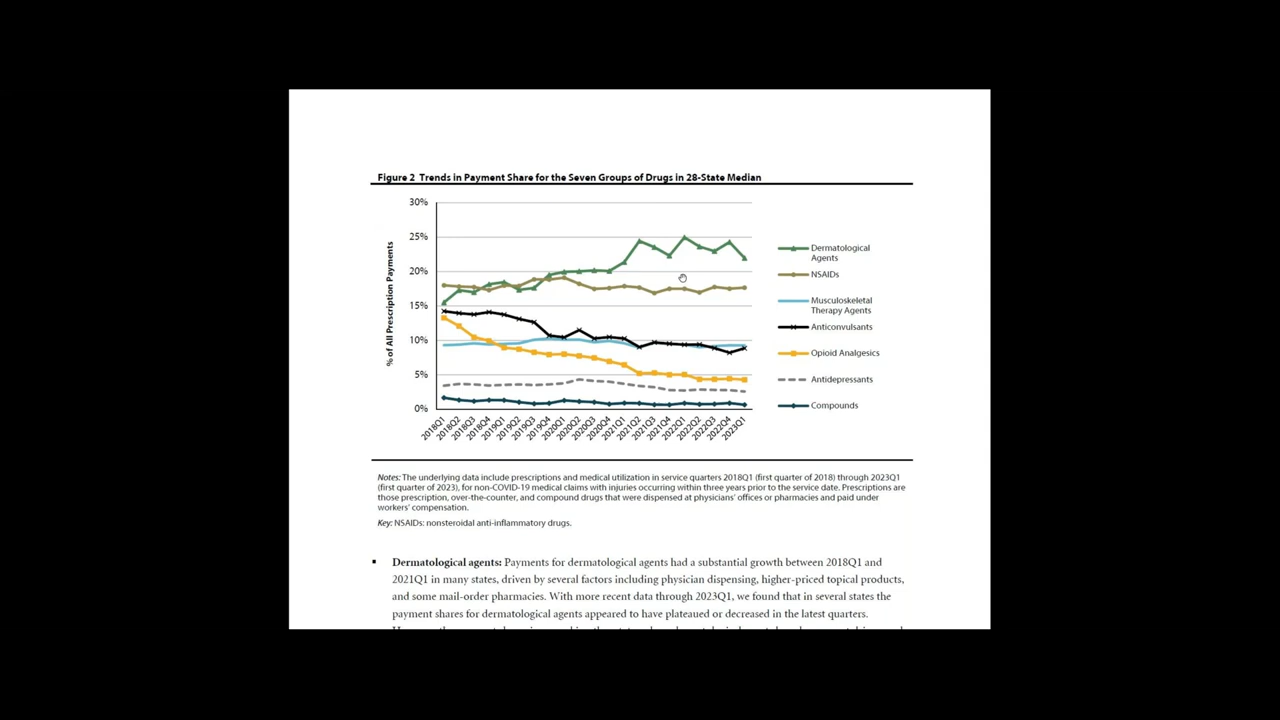 Figure 2 Trends in Payment Share for the Seven Groups of Drugs in 28-State Median
% of All Prescription Payments
30%
25%
20%
15%
10%
5%
0%
2018Q1
2018Q2
2018Q3
2018Q4
2019Q1
2019Q2
2019Q3
2019Q4
2020Q1
2020Q2
2020Q3
2020Q4
2021Q1
2021Q2
2021Q3
2021Q4
2022Q1
2022Q2
2022Q3
2022Q4
2023Q1
Dermatological
Agents
NSAIDs
Musculoskeletal
Therapy Agents
Anticonvulsants
Opioid Analgesics
Antidepressants
Compounds
Notes: The underlying data include prescriptions and medical utilization in service quarters 2018Q1 (first quarter of 2018) through 2023Q1
(first quarter of 2023), for non-COVID-19 medical claims with injuries occurring within three years prior to the service date. Prescriptions are
those prescription, over-the-counter, and compound drugs that were dispensed at physicians' offices or pharmacies and paid under
workers' compensation.
Key: NSAIDs: nonsteroidal anti-inflammatory drugs.
▪ Dermatological agents: Payments for dermatological agents had a substantial growth between 2018Q1 and
2021Q1 in many states, driven by several factors including physician dispensing, higher-priced topical products,
and some mail-order pharmacies. With more recent data through 2023Q1, we found that in several states the
payment shares for dermatological agents appeared to have plateaued or decreased in the latest quarters.